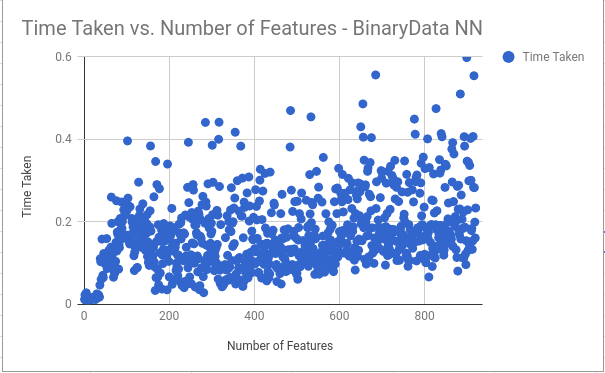 Time Taken vs. Number of Features - BinaryData NN
0.6
0.4
0.2
0
0 200 400 600 800
Time Taken
Number of Features
Time Taken